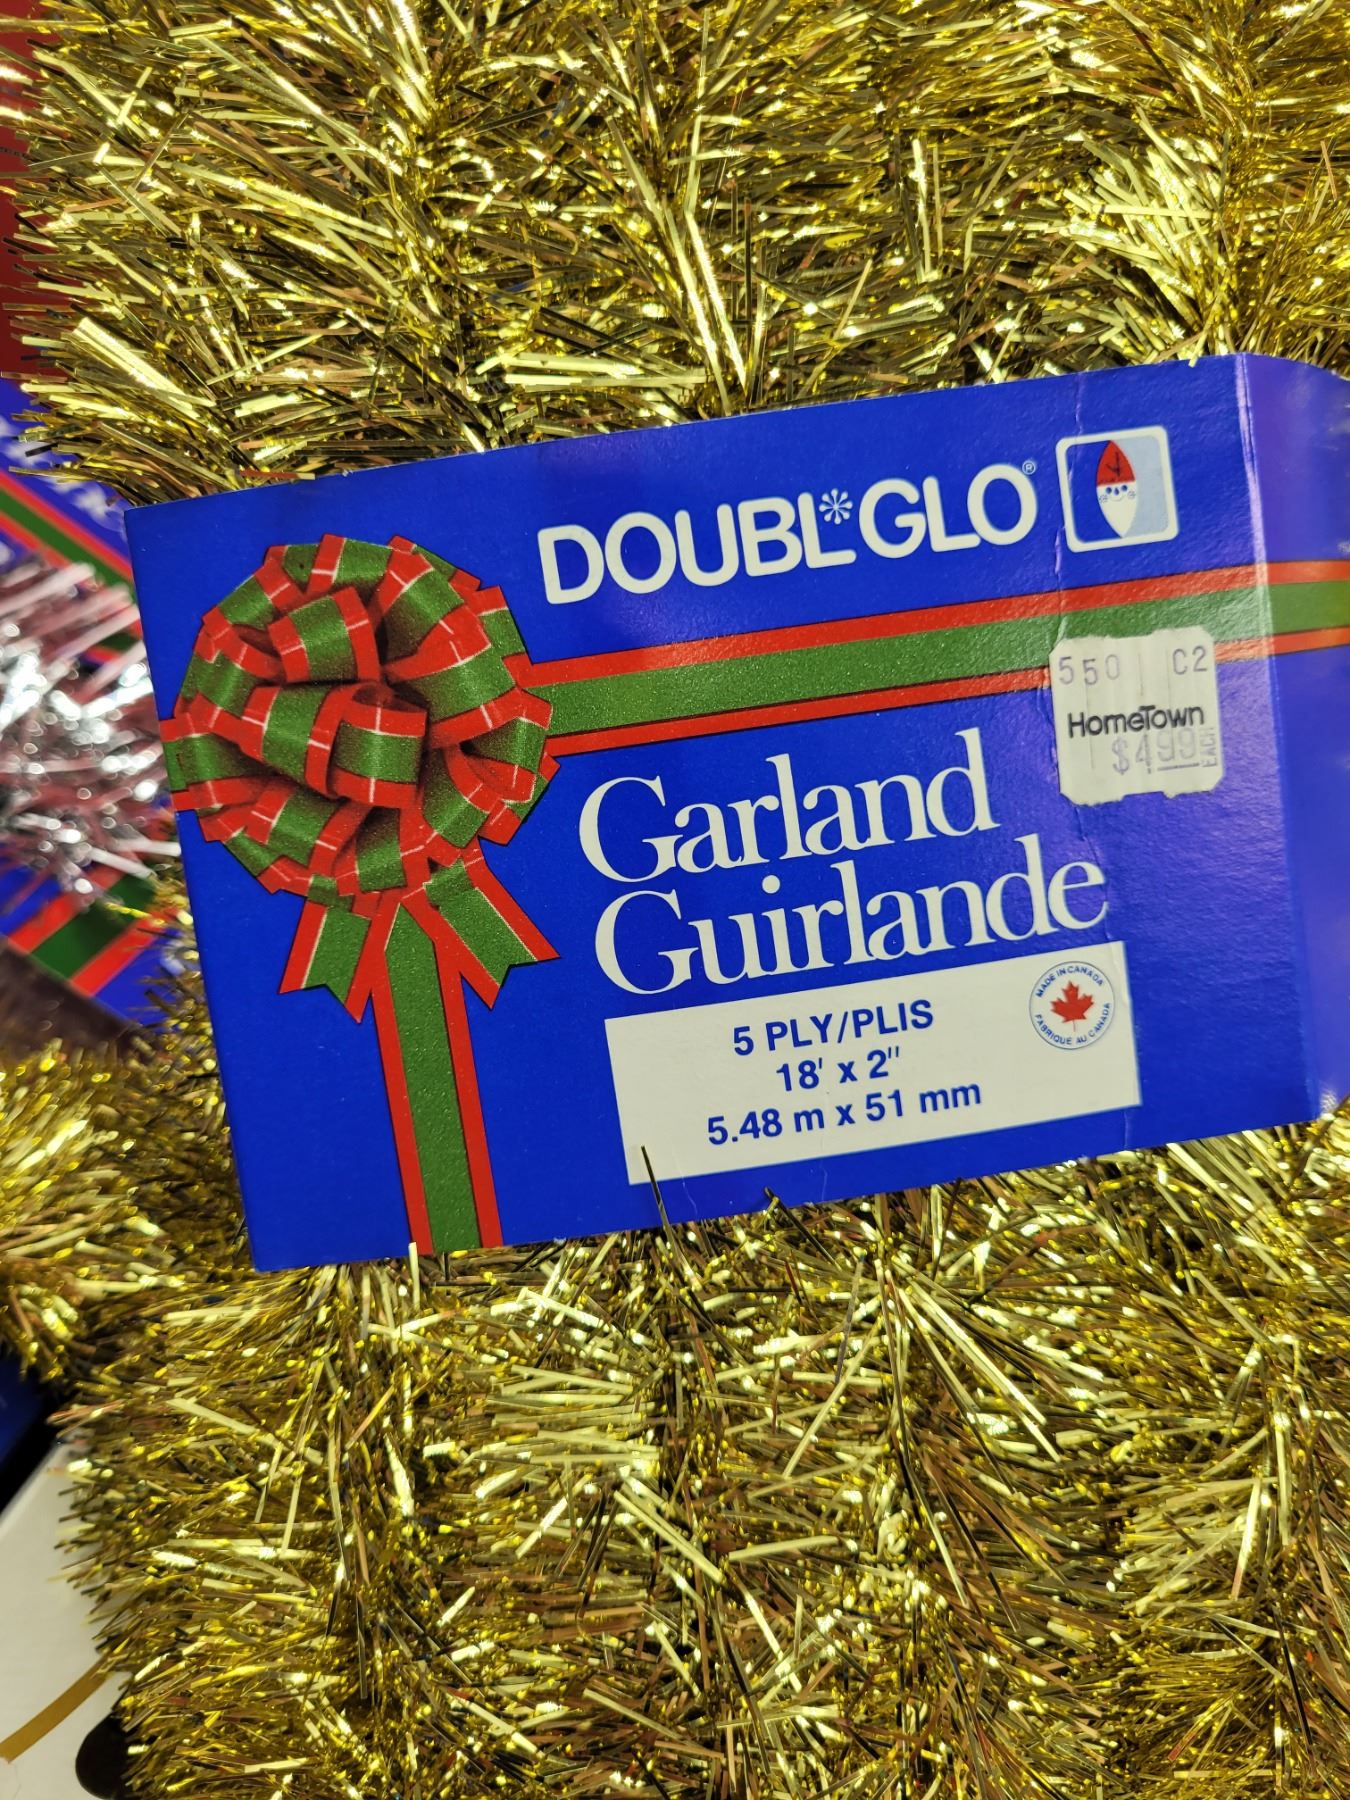 DOUBL*GLO®
550 C2
HomeTown
$4.99 EACH
Garland
Guirlande
MADE IN CANADA
FABRIQUÉ AU CANADA
5 PLY/PLIS
18' x 2"
5.48 m x 51 mm